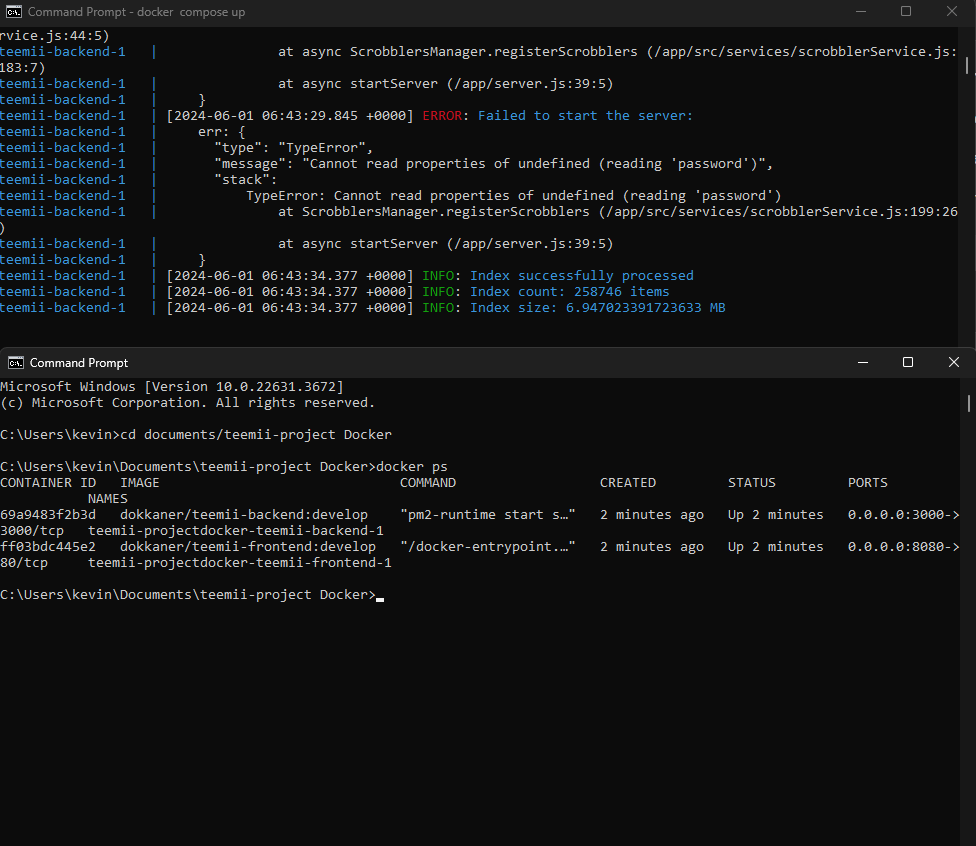 Command Prompt - docker  compose up
rvice.js:44:5)
teemii-backend-1   |               at async ScrobblersManager.registerScrobblers (/app/src/services/scrobblerService.js:
183:7)
teemii-backend-1   |               at async startServer (/app/server.js:39:5)
teemii-backend-1   |     }
teemii-backend-1   | [2024-06-01 06:43:29.845 +0000] ERROR: Failed to start the server:
teemii-backend-1   |     err: {
teemii-backend-1   |       "type": "TypeError",
teemii-backend-1   |       "message": "Cannot read properties of undefined (reading 'password')",
teemii-backend-1   |       "stack":
teemii-backend-1   |           TypeError: Cannot read properties of undefined (reading 'password')
teemii-backend-1   |               at ScrobblersManager.registerScrobblers (/app/src/services/scrobblerService.js:199:26
)
teemii-backend-1   |               at async startServer (/app/server.js:39:5)
teemii-backend-1   |     }
teemii-backend-1   | [2024-06-01 06:43:34.377 +0000] INFO: Index successfully processed
teemii-backend-1   | [2024-06-01 06:43:34.377 +0000] INFO: Index count: 258746 items
teemii-backend-1   | [2024-06-01 06:43:34.377 +0000] INFO: Index size: 6.947023391723633 MB
Command Prompt
Microsoft Windows [Version 10.0.22631.3672]
(c) Microsoft Corporation. All rights reserved.
C:\Users\kevin>cd documents/teemii-project Docker
C:\Users\kevin\Documents\teemii-project Docker>docker ps
CONTAINER ID   IMAGE                              COMMAND                  CREATED         STATUS         PORTS
           NAMES
69a9483f2b3d   dokkaner/teemii-backend:develop    "pm2-runtime start s…"   2 minutes ago   Up 2 minutes   0.0.0.0:3000->
3000/tcp   teemii-projectdocker-teemii-backend-1
ff03bdc445e2   dokkaner/teemii-frontend:develop   "/docker-entrypoint.…"   2 minutes ago   Up 2 minutes   0.0.0.0:8080->
80/tcp     teemii-projectdocker-teemii-frontend-1
C:\Users\kevin\Documents\teemii-project Docker>